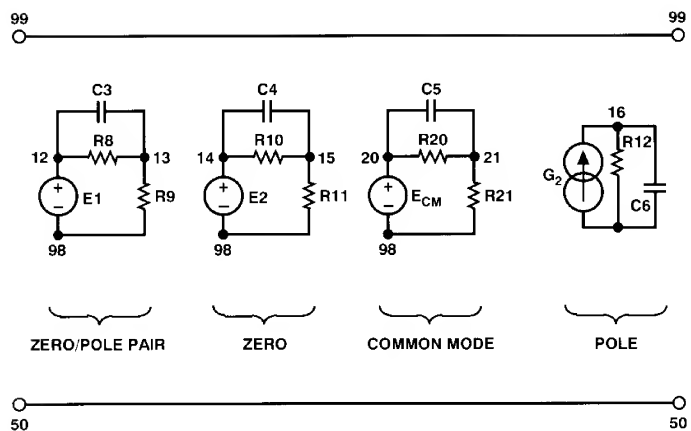 99 99
C3 C4 C5
16
R8 R10 R20 R12
12 13 14 15 20 21
G2
E1 R9 E2 R11 ECM R21 C6
98 98 98
ZERO/POLE PAIR ZERO COMMON MODE POLE
50 50